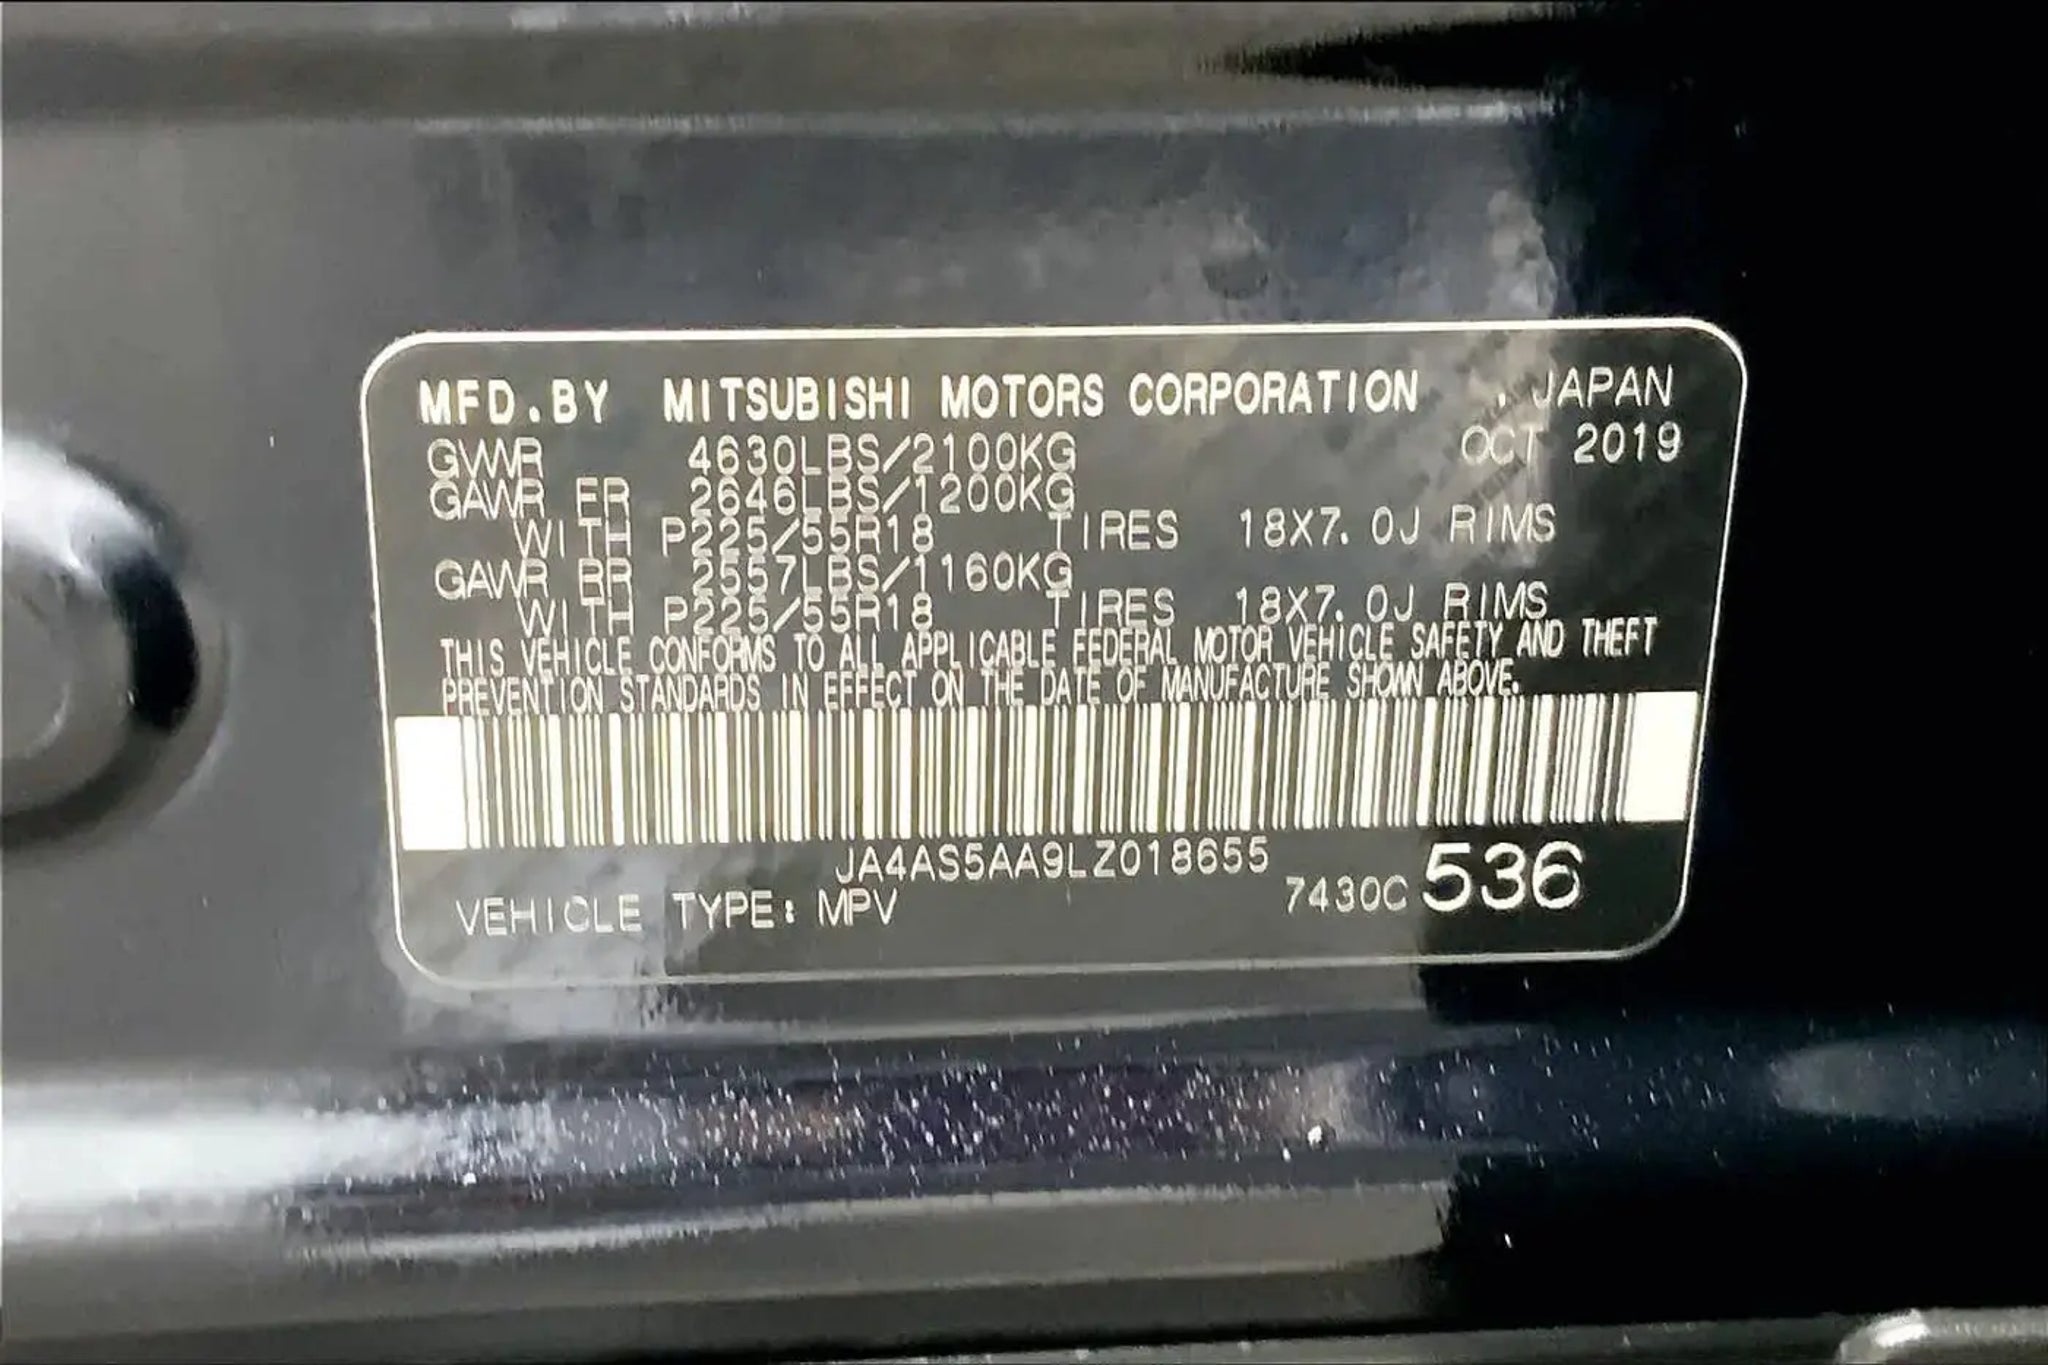 MFD.BY MITSUBISHI MOTORS CORPORATION , JAPAN
GVWR 4630LBS/2100KG OCT 2019
GAWR FR 2646LBS/1200KG
WITH P225/55R18 TIRES 18X7.0J RIMS
GAWR RR 2557LBS/1160KG
WITH P225/55R18 TIRES 18X7.0J RIMS
THIS VEHICLE CONFORMS TO ALL APPLICABLE FEDERAL MOTOR VEHICLE SAFETY AND THEFT
PREVENTION STANDARDS IN EFFECT ON THE DATE OF MANUFACTURE SHOWN ABOVE.
JA4AS5AA9LZ018655
VEHICLE TYPE: MPV 7430C 536